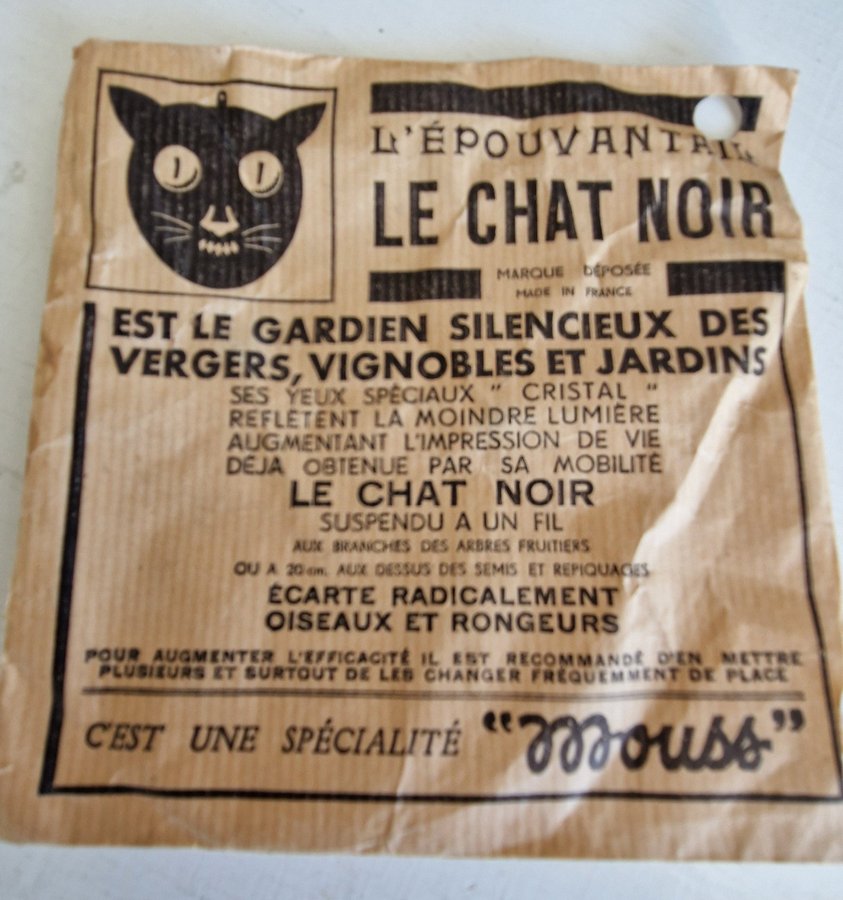 L'ÉPOUVANTAIL
LE CHAT NOIR
MARQUE DÉPOSÉE
MADE IN FRANCE
EST LE GARDIEN SILENCIEUX DES
VERGERS, VIGNOBLES ET JARDINS
SES YEUX SPÉCIAUX " CRISTAL "
REFLÈTENT LA MOINDRE LUMIÈRE
AUGMENTANT L'IMPRESSION DE VIE
DÉJA OBTENUE PAR SA MOBILITÉ
LE CHAT NOIR
SUSPENDU A UN FIL
AUX BRANCHES DES ARBRES FRUITIERS
OU A 20 cm. AUX DESSUS DES SEMIS ET REPIQUAGES
ÉCARTE RADICALEMENT
OISEAUX ET RONGEURS
POUR AUGMENTER L'EFFICACITÉ IL EST RECOMMANDÉ D'EN METTRE
PLUSIEURS ET SURTOUT DE LES CHANGER FRÉQUEMMENT DE PLACE
C'EST UNE SPÉCIALITÉ "Mouss"